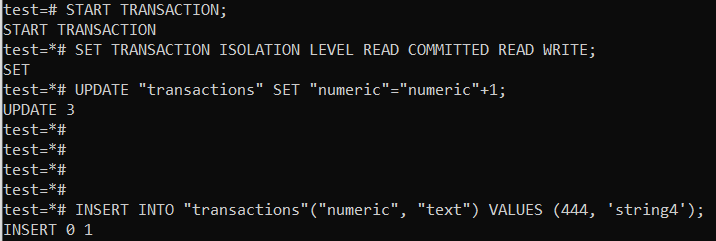 test=# START TRANSACTION;
START TRANSACTION
test=*# SET TRANSACTION ISOLATION LEVEL READ COMMITTED READ WRITE;
SET
test=*# UPDATE "transactions" SET "numeric"="numeric"+1;
UPDATE 3
test=*#
test=*#
test=*#
test=*#
test=*# INSERT INTO "transactions"("numeric", "text") VALUES (444, 'string4');
INSERT 0 1